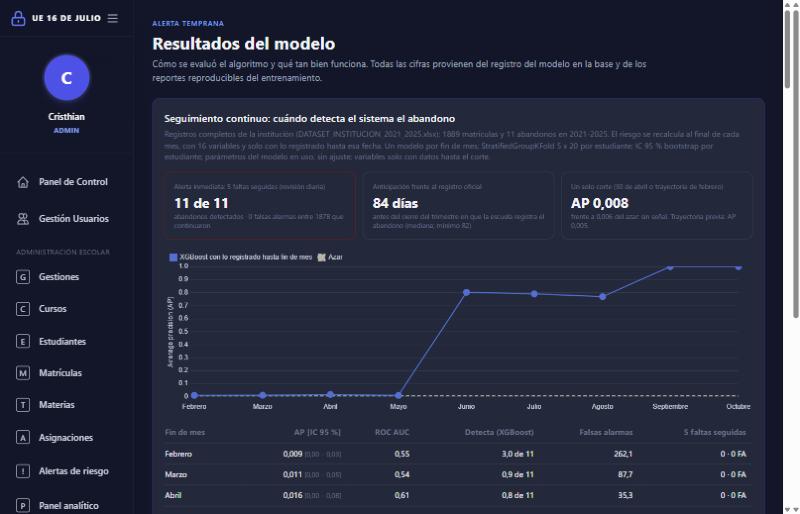 UE 16 DE JULIO
C
Cristhian
ADMIN
Panel de Control
Gestión Usuarios
ADMINISTRACIÓN ESCOLAR
G Gestiones
C Cursos
E Estudiantes
M Matrículas
T Materias
A Asignaciones
! Alertas de riesgo
P Panel analítico
ALERTA TEMPRANA
Resultados del modelo
Cómo se evaluó el algoritmo y qué tan bien funciona. Todas las cifras provienen del registro del modelo en la base y de los
reportes reproducibles del entrenamiento.
Seguimiento continuo: cuándo detecta el sistema el abandono
Registros completos de la institución (DATASET_INSTITUCION_2021_2025.xlsx): 1889 matrículas y 11 abandonos en 2021-2025. El riesgo se recalcula al final de cada
mes, con 16 variables y solo con lo registrado hasta esa fecha. Un modelo por fin de mes; StratifiedGroupKFold 5 x 20 por estudiante; IC 95 % bootstrap por
estudiante; parámetros del modelo en uso, sin ajuste; variables solo con datos hasta el corte.
Alerta inmediata: 5 faltas seguidas (revisión diaria)
11 de 11
abandonos detectados · 0 falsas alarmas entre 1878 que
continuaron
Anticipación frente al registro oficial
84 días
antes del cierre del trimestre en que la escuela registra el
abandono (mediana; mínimo 82)
Un solo corte (30 de abril o trayectoria de febrero)
AP 0,008
frente a 0,006 del azar: sin señal. Trayectoria previa: AP
0,005.
XGBoost con lo registrado hasta fin de mes Azar
Average precision (AP)
1.0
0.9
0.8
0.7
0.6
0.5
0.4
0.3
0.2
0.1
0
Febrero Marzo Abril Mayo Junio Julio Agosto Septiembre Octubre
Fin de mes AP [IC 95 %] ROC AUC Detecta (XGBoost) Falsas alarmas 5 faltas seguidas
Febrero 0,009 [0,00 · 0,03] 0,55 3,0 de 11 262,1 0 · 0 FA
Marzo 0,011 [0,00 · 0,05] 0,54 0,9 de 11 87,7 0 · 0 FA
Abril 0,016 [0,00 · 0,08] 0,61 0,8 de 11 35,3 0 · 0 FA